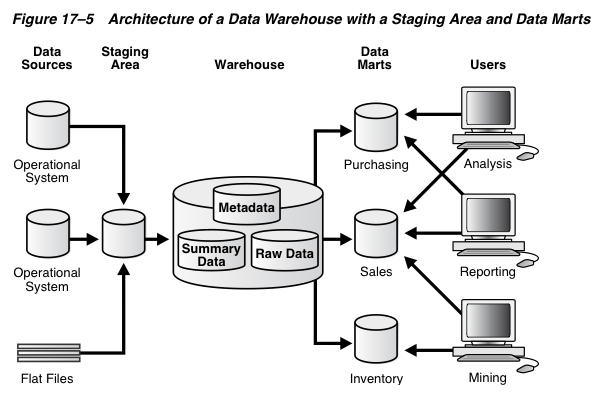 Figure 17–5 Architecture of a Data Warehouse with a Staging Area and Data Marts
Data
Sources
Staging
Area
Warehouse
Data
Marts
Users
Operational
System
Operational
System
Flat Files
Metadata
Summary
Data
Raw Data
Purchasing
Sales
Inventory
Analysis
Reporting
Mining